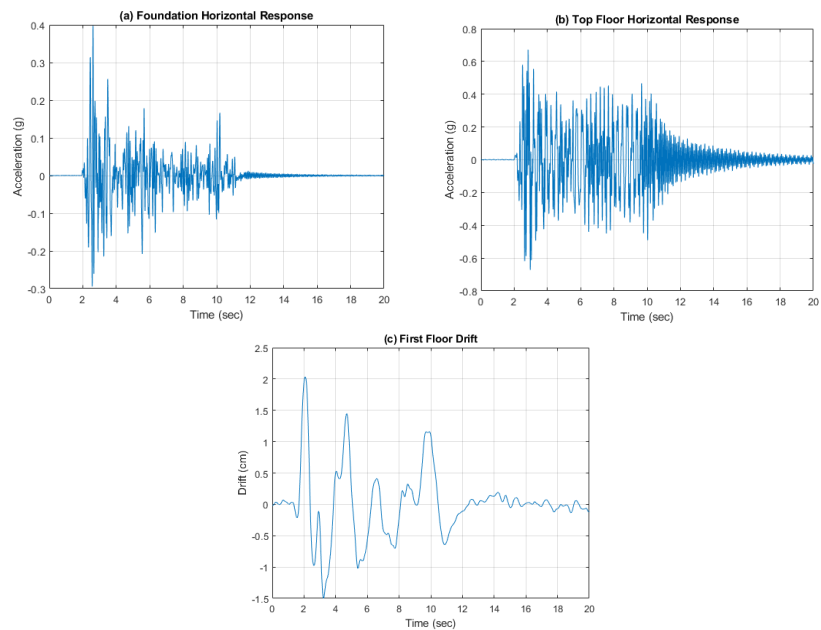 (a) Foundation Horizontal Response
0.4
0.3
0.2
0.1
0
-0.1
-0.2
-0.3
Acceleration (g)
0 2 4 6 8 10 12 14 16 18 20
Time (sec)
(b) Top Floor Horizontal Response
0.8
0.6
0.4
0.2
0
-0.2
-0.4
-0.6
-0.8
Acceleration (g)
0 2 4 6 8 10 12 14 16 18 20
Time (sec)
(c) First Floor Drift
2.5
2
1.5
1
0.5
0
-0.5
-1
-1.5
Drift (cm)
0 2 4 6 8 10 12 14 16 18 20
Time (sec)